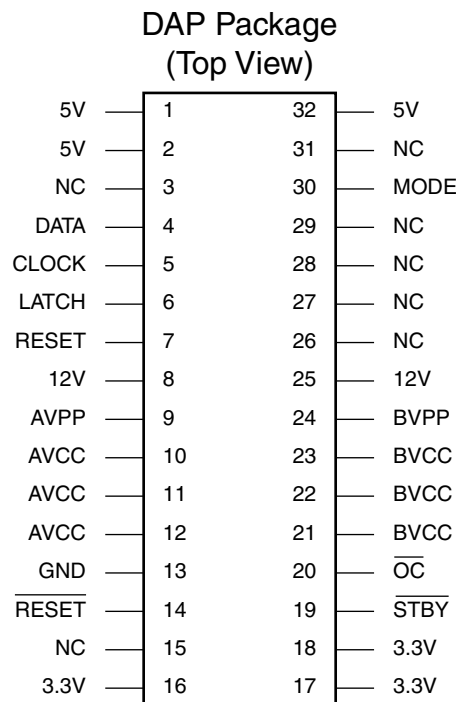 DAP Package
(Top View)
5V 1 32 5V
5V 2 31 NC
NC 3 30 MODE
DATA 4 29 NC
CLOCK 5 28 NC
LATCH 6 27 NC
RESET 7 26 NC
12V 8 25 12V
AVPP 9 24 BVPP
AVCC 10 23 BVCC
AVCC 11 22 BVCC
AVCC 12 21 BVCC
GND 13 20 O̅C̅
R̅E̅S̅E̅T̅ 14 19 S̅T̅B̅Y̅
NC 15 18 3.3V
3.3V 16 17 3.3V